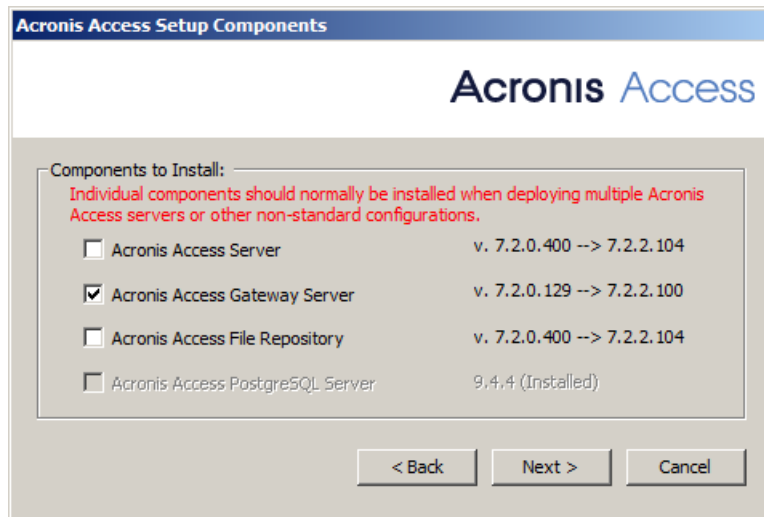 Acronis Access Setup Components
Acronis Access
Components to Install:
Individual components should normally be installed when deploying multiple Acronis
Access servers or other non-standard configurations.
Acronis Access Server v. 7.2.0.400 --> 7.2.2.104
Acronis Access Gateway Server v. 7.2.0.129 --> 7.2.2.100
Acronis Access File Repository v. 7.2.0.400 --> 7.2.2.104
Acronis Access PostgreSQL Server 9.4.4 (Installed)
< Back Next > Cancel